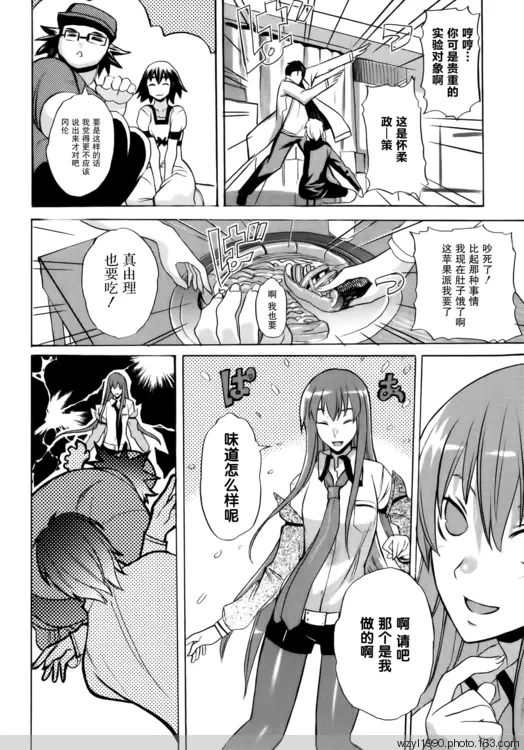 哼哼…
你可是贵重的
实验对象啊
这是怀柔
政—策
要是这样的话
我觉得更不应该
说出来才对吧
冈伦
吵死了！
比起那种事情
我现在肚子饿了啊
这苹果派我要了
我也要
真由理
也要吃！
啊 请吧
那个是我
做的啊
ぱあ
味道怎么样呢
www.wzyl1990.photo.163.com